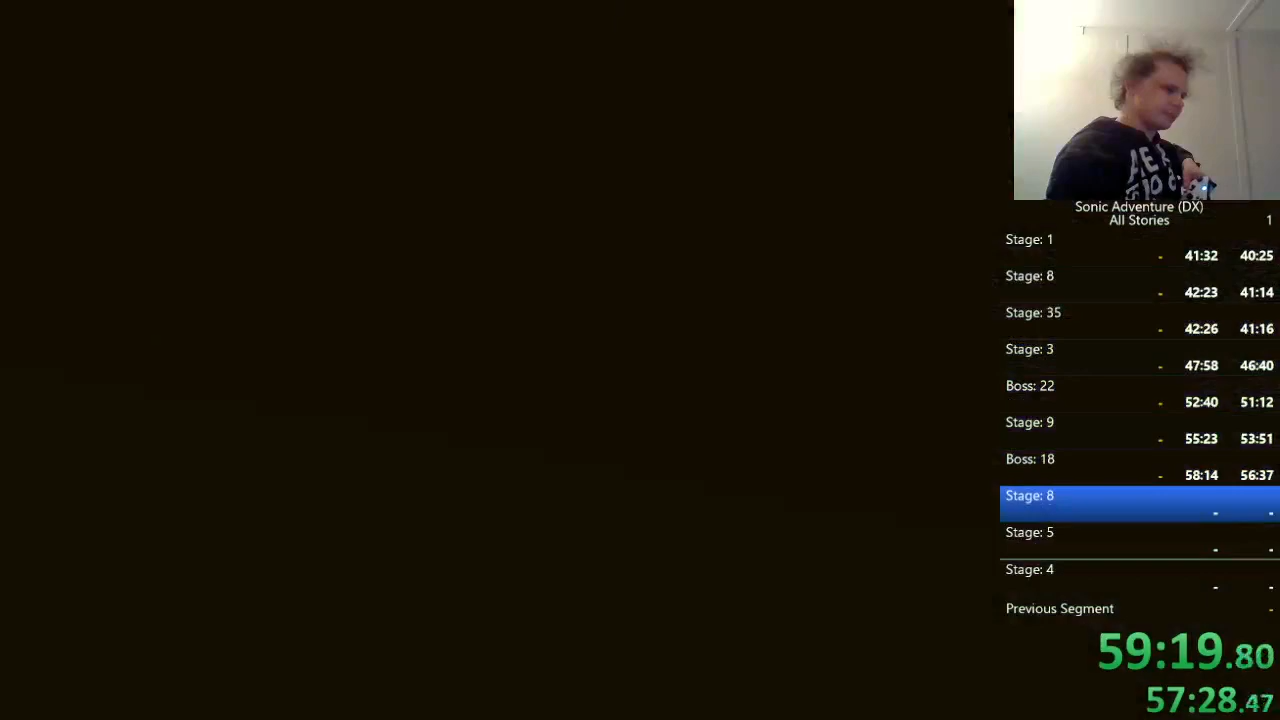 Sonic Adventure (DX)
All Stories 1
Stage: 1
- 41:32 40:25
Stage: 8
- 42:23 41:14
Stage: 35
- 42:26 41:16
Stage: 3
- 47:58 46:40
Boss: 22
- 52:40 51:12
Stage: 9
- 55:23 53:51
Boss: 18
- 58:14 56:37
Stage: 8
- -
Stage: 5
- -
Stage: 4
- -
Previous Segment -
59:19.80
57:28.47